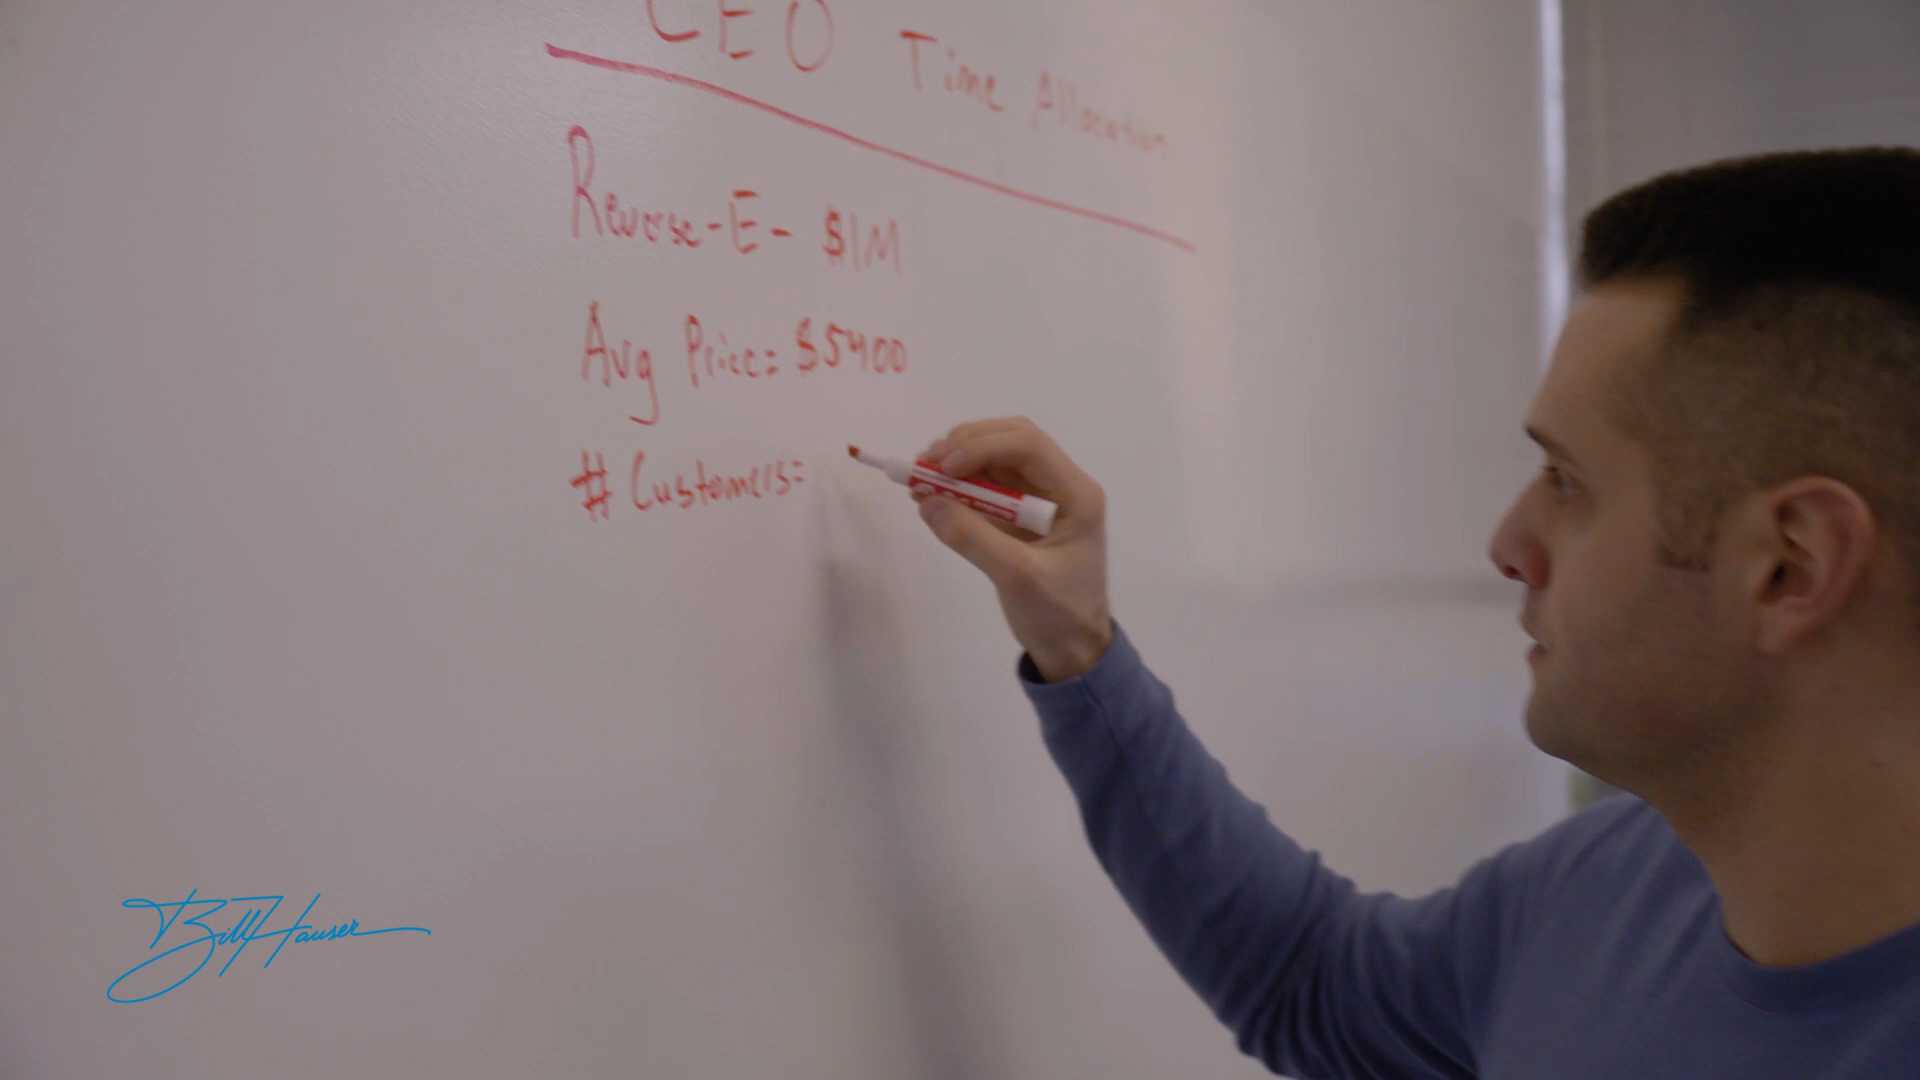 CEO Time Allocation
Reverse-E- $1M
Avg Price= $5400
# Customers=
Bill Hauser